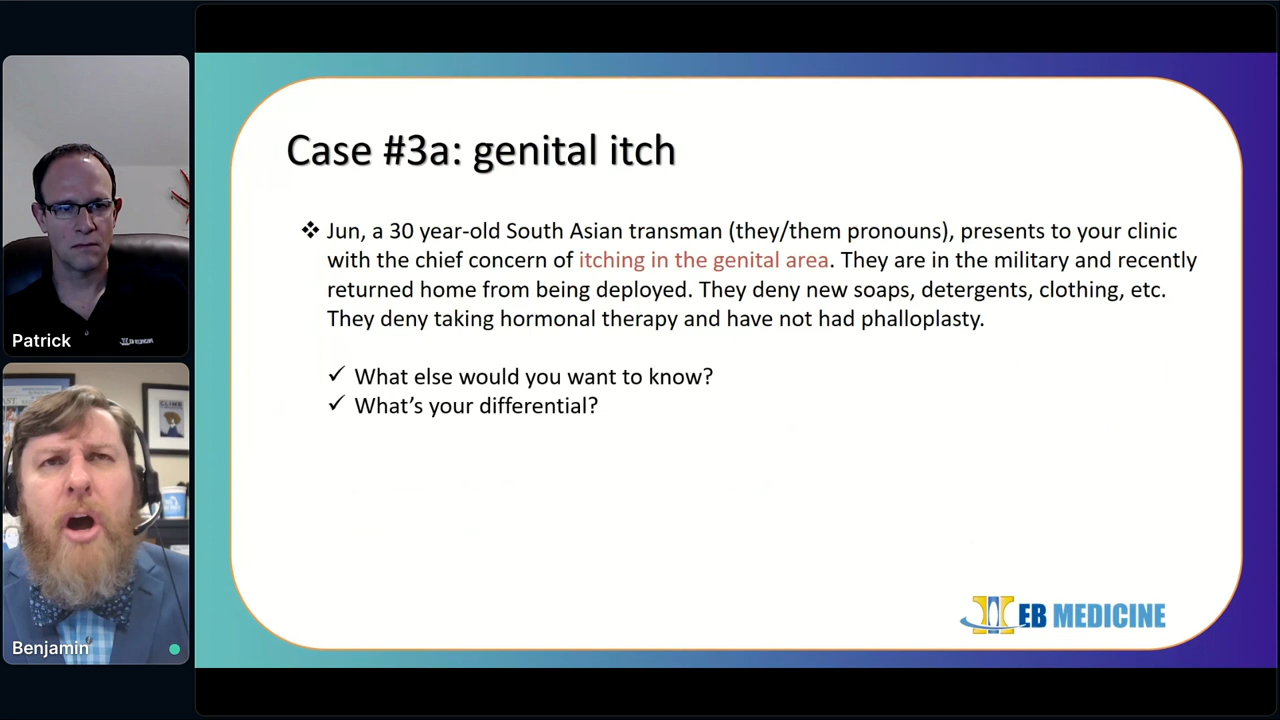 Case #3a: genital itch
Jun, a 30 year-old South Asian transman (they/them pronouns), presents to your clinic
with the chief concern of itching in the genital area. They are in the military and recently
returned home from being deployed. They deny new soaps, detergents, clothing, etc.
They deny taking hormonal therapy and have not had phalloplasty.
✓ What else would you want to know?
✓ What’s your differential?
EB MEDICINE
Patrick
EB MEDICINE
CLIMB
Benjamin